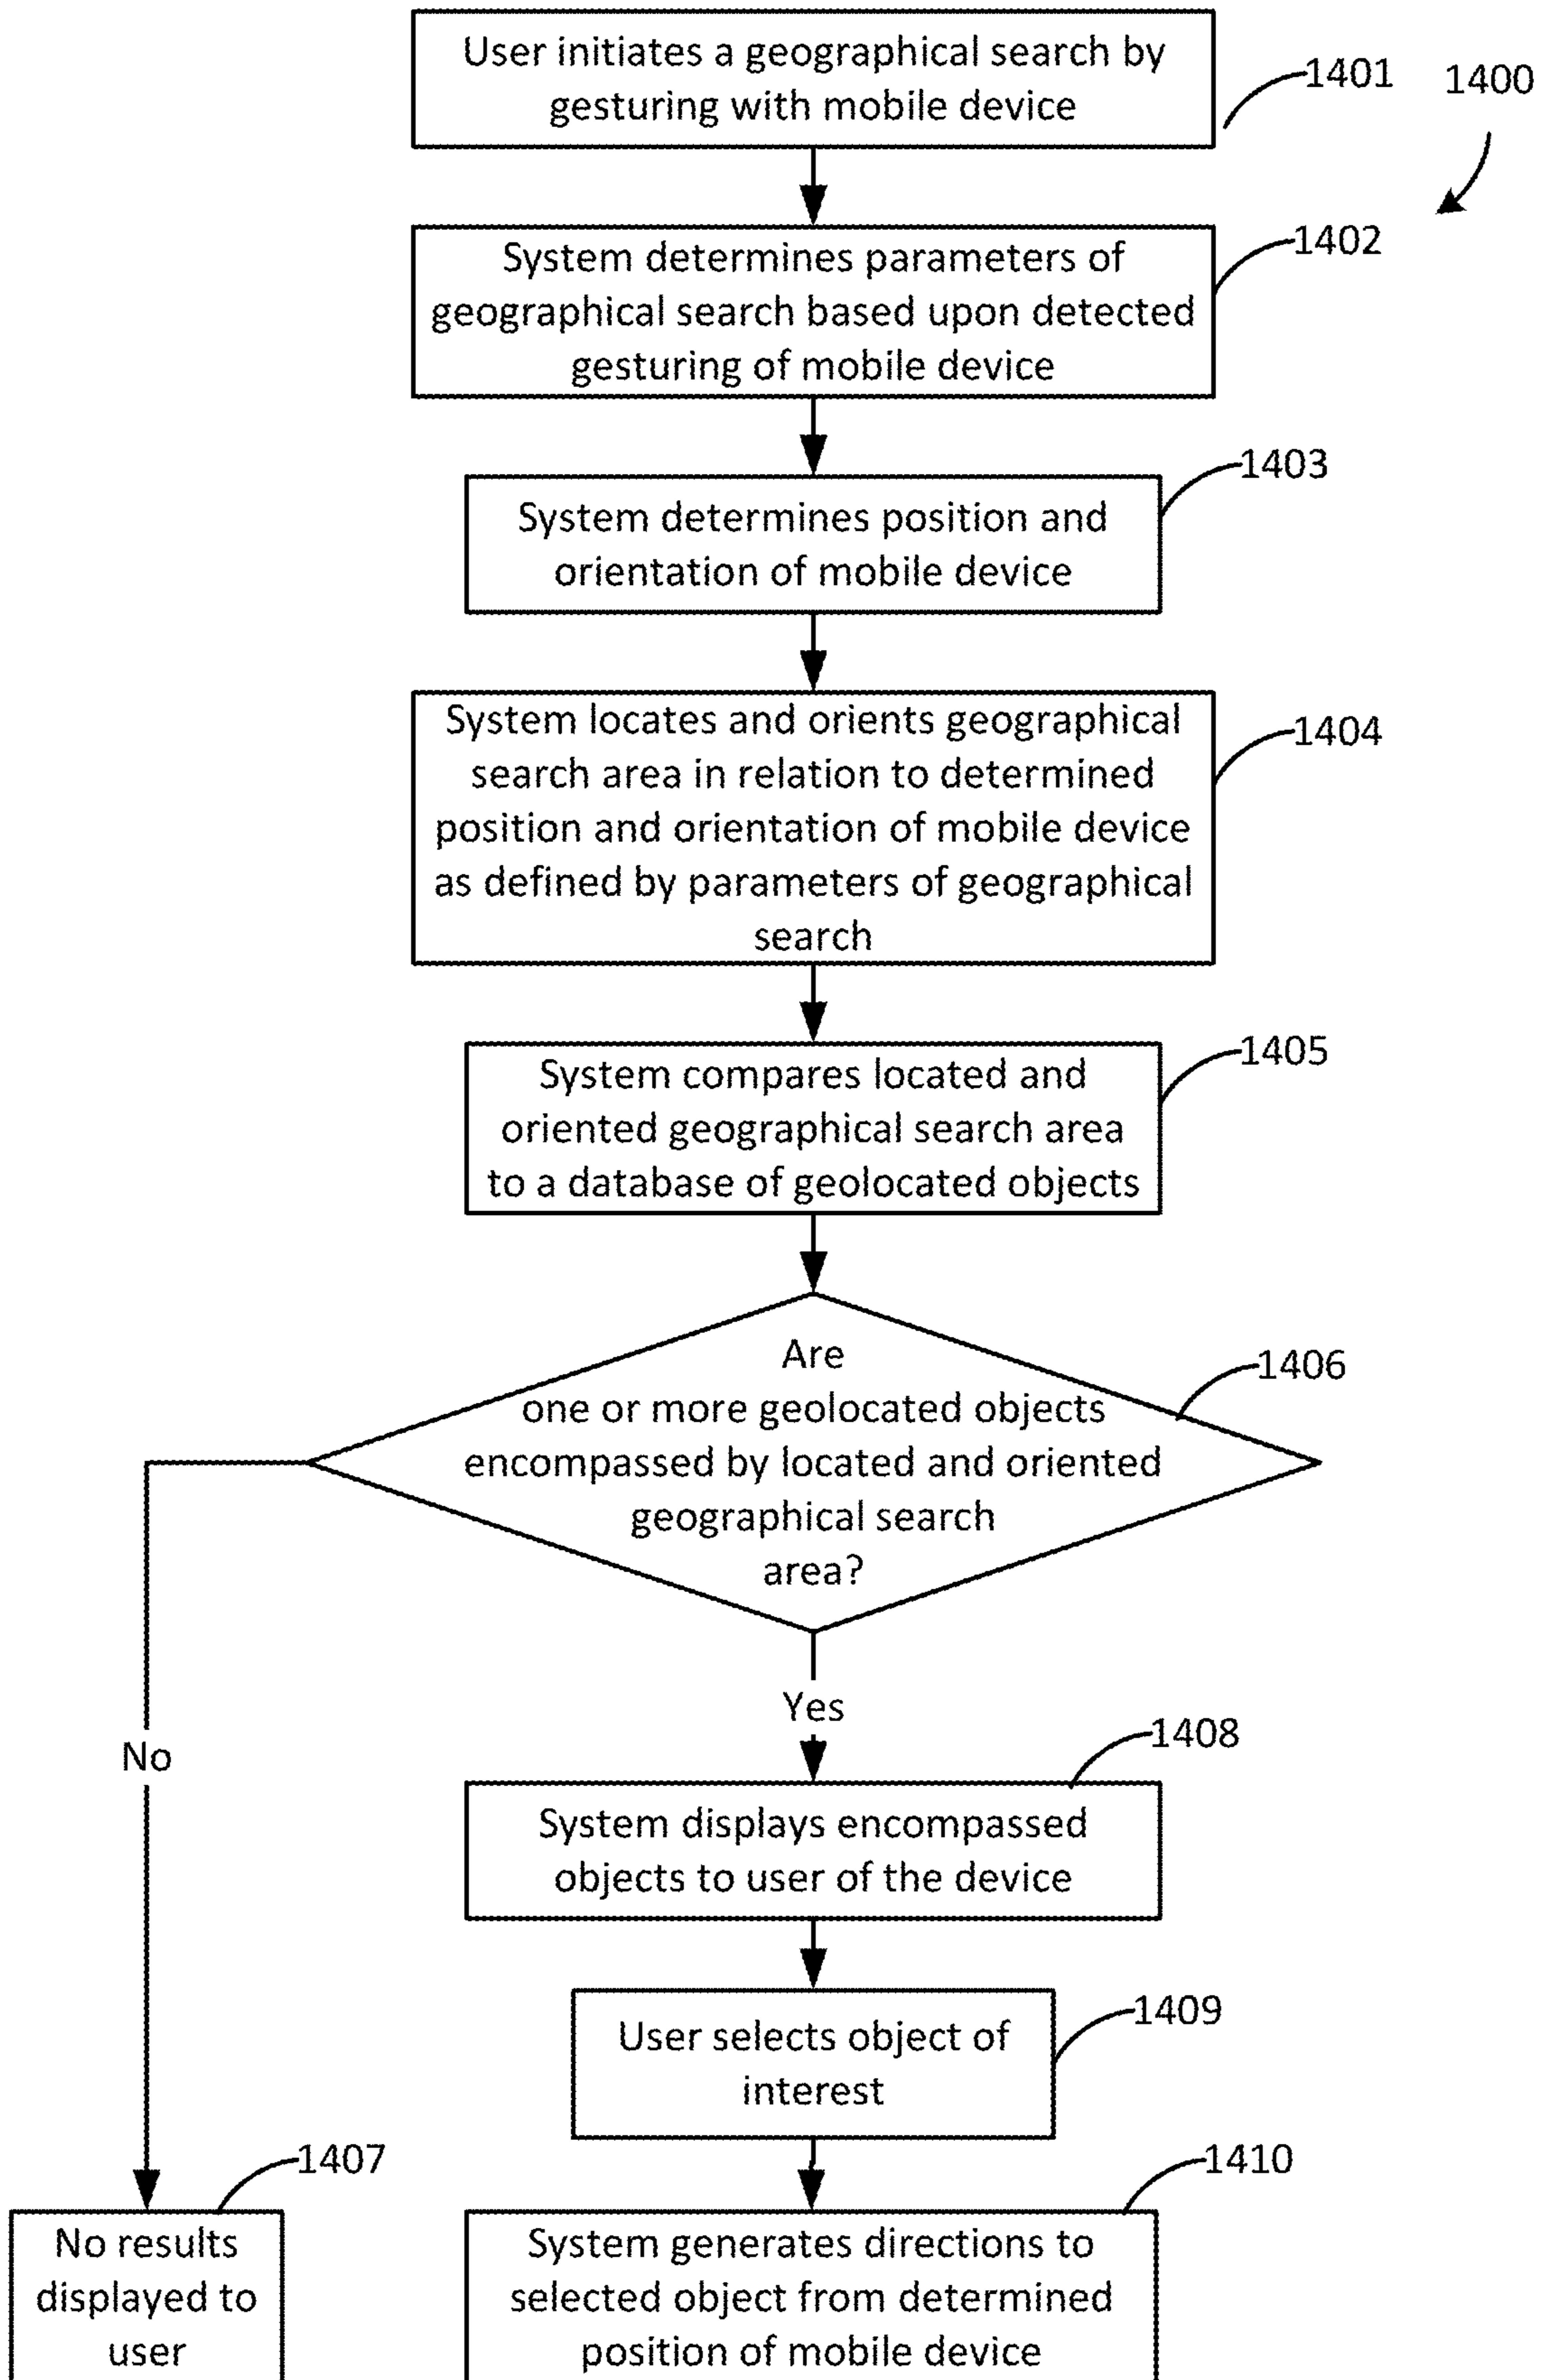 User initiates a geographical search by
gesturing with mobile device
1401
1400
System determines parameters of
geographical search based upon detected
gesturing of mobile device
1402
System determines position and
orientation of mobile device
1403
System locates and orients geographical
search area in relation to determined
position and orientation of mobile device
as defined by parameters of geographical
search
1404
System compares located and
oriented geographical search area
to a database of geolocated objects
1405
Are
one or more geolocated objects
encompassed by located and oriented
geographical search
area?
1406
Yes
No
1408
System displays encompassed
objects to user of the device
1409
User selects object of
interest
1407
No results
displayed to
user
1410
System generates directions to
selected object from determined
position of mobile device